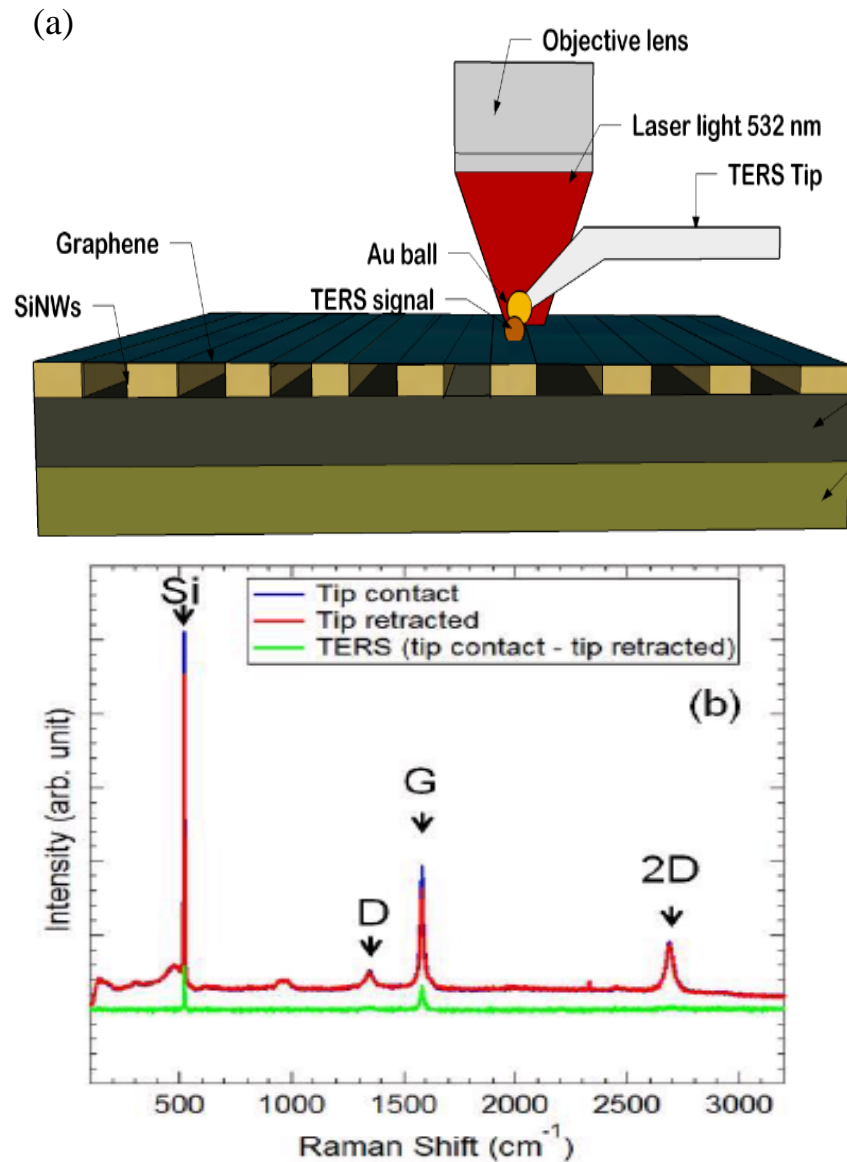 (a)
Objective lens
Laser light 532 nm
TERS Tip
Graphene
Au ball
SiNWs
TERS signal
Si
Tip contact
Tip retracted
TERS (tip contact - tip retracted)
(b)
G
D
2D
Intensity (arb. unit)
500 1000 1500 2000 2500 3000
Raman Shift (cm⁻¹)